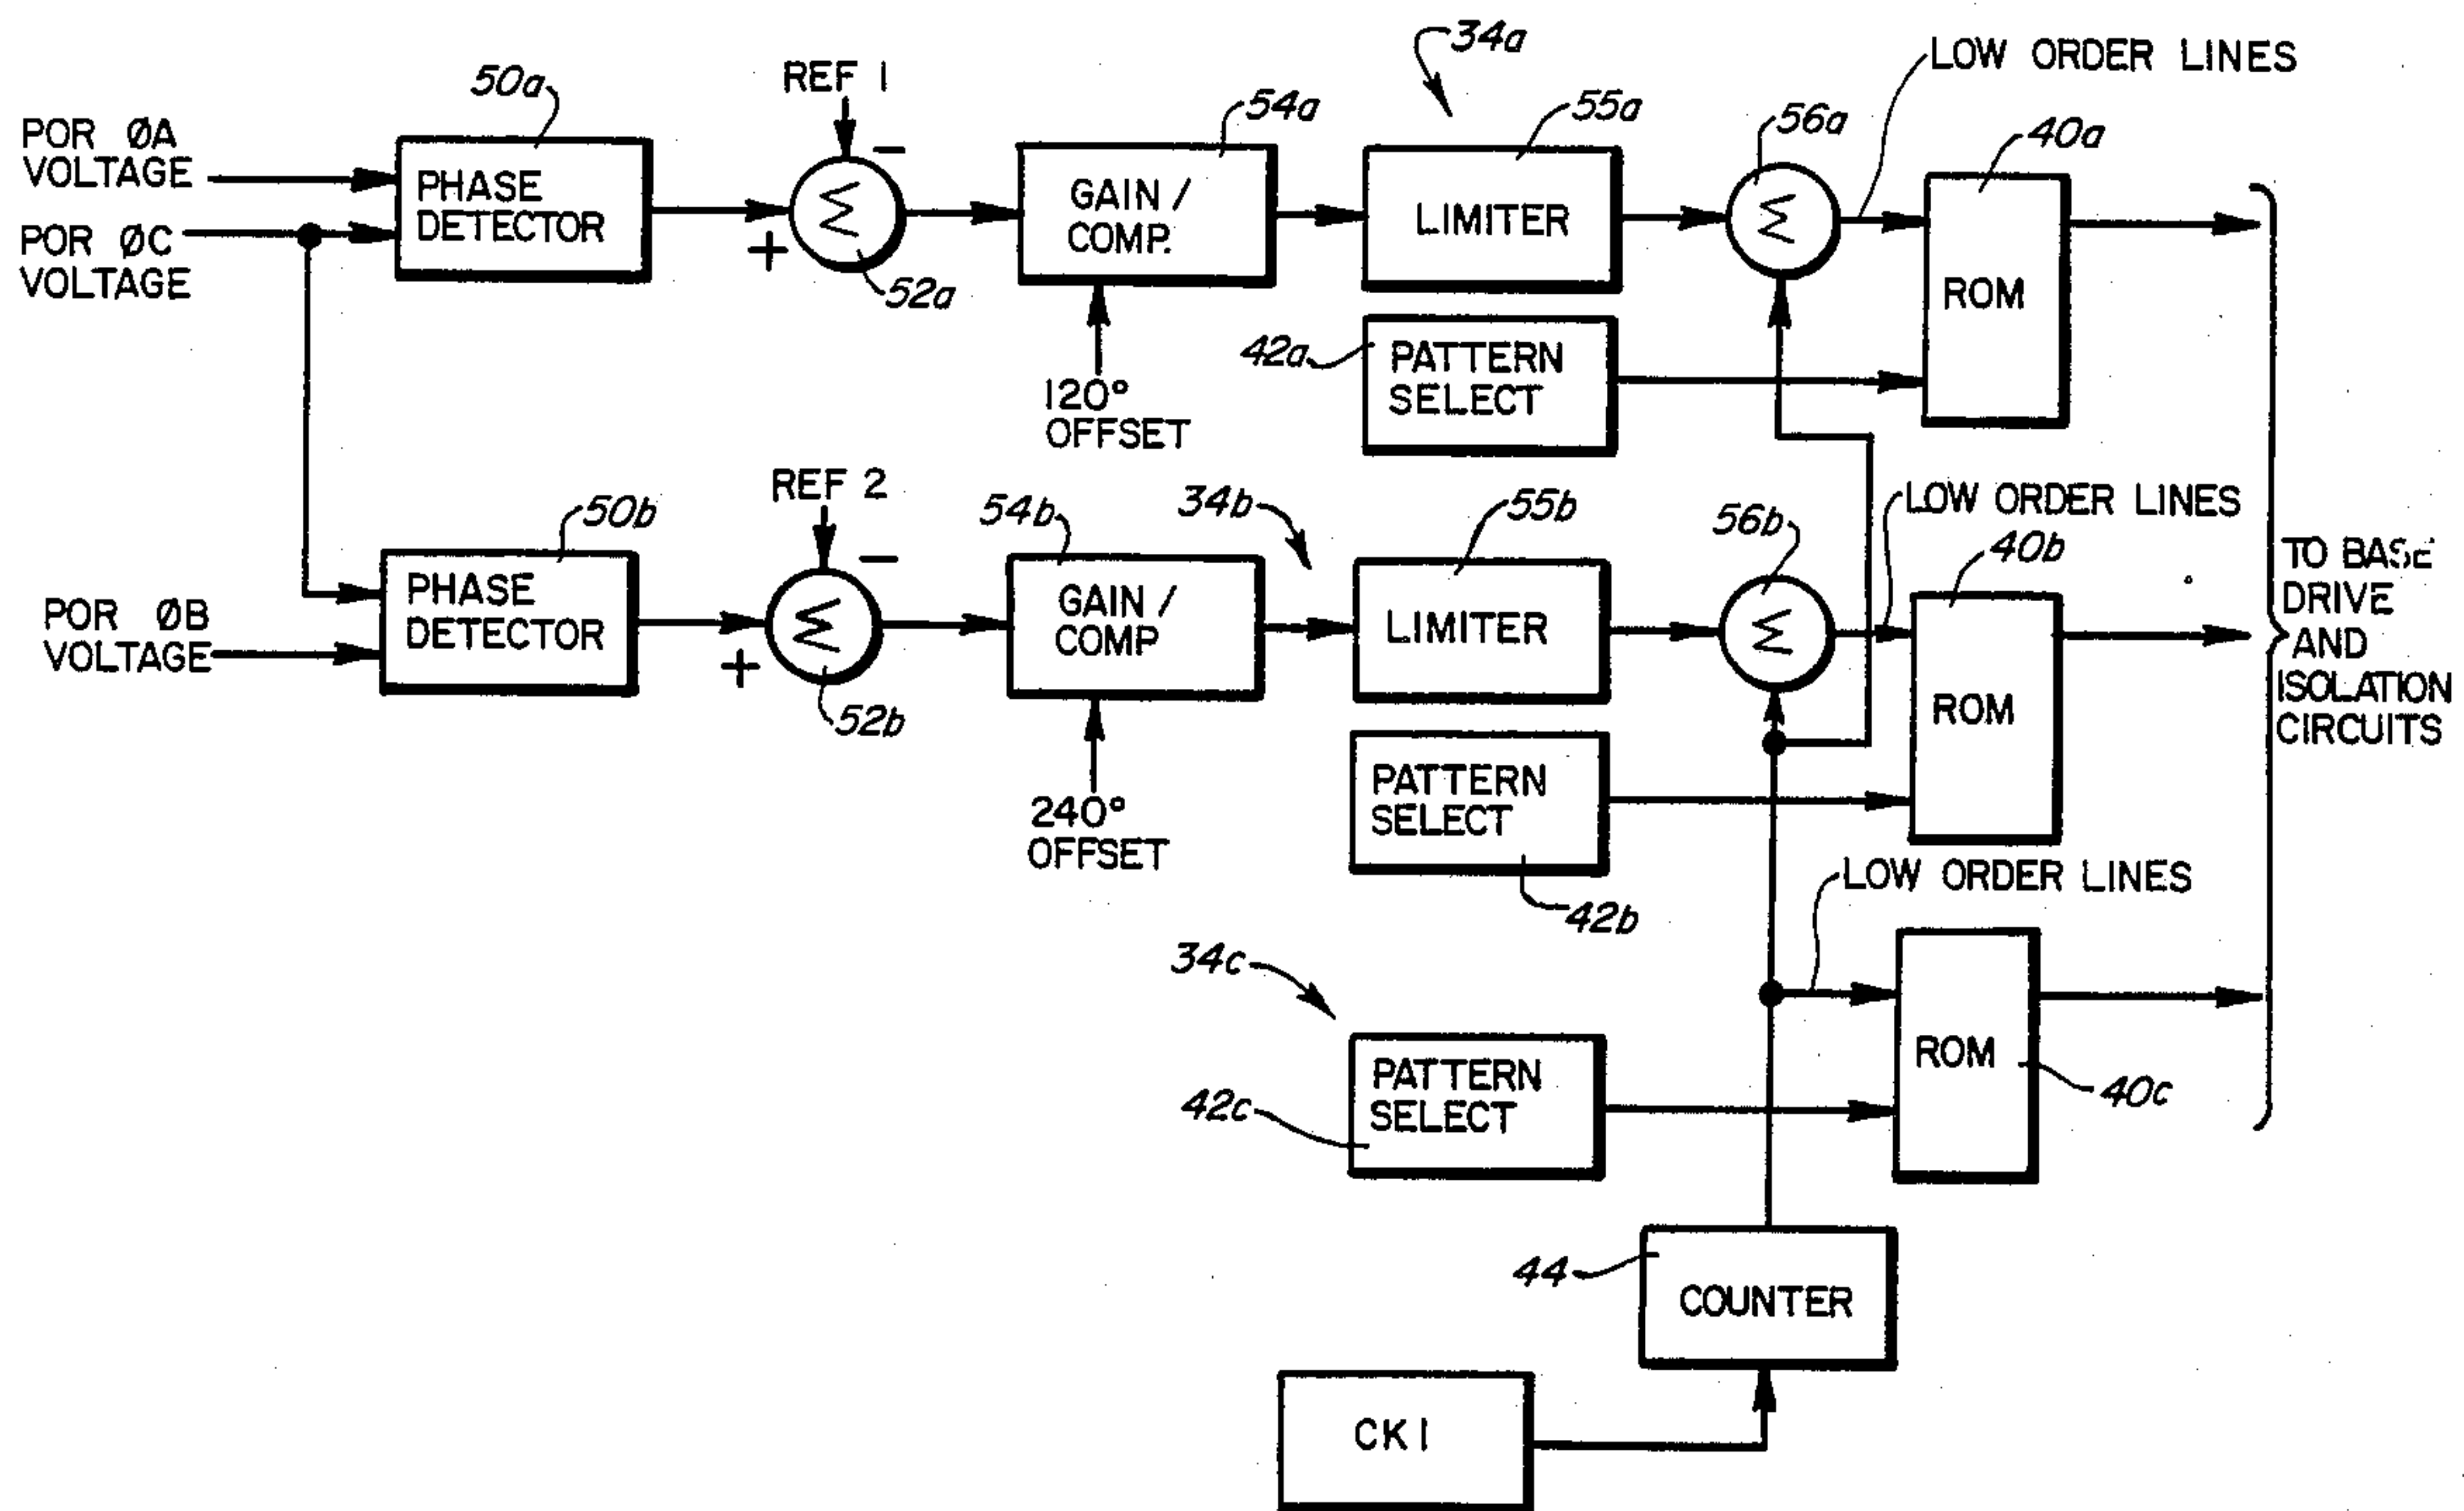 34a
LOW ORDER LINES
50a
REF 1
54a
55a
56a
40a
POR ØA
VOLTAGE
PHASE
DETECTOR
Σ
GAIN /
COMP.
LIMITER
Σ
ROM
POR ØC
VOLTAGE
−
+
52a
42a
PATTERN
SELECT
120°
OFFSET
REF 2
50b
54b
34b
55b
56b
LOW ORDER LINES
40b
POR ØB
VOLTAGE
PHASE
DETECTOR
Σ
−
+
52b
GAIN /
COMP
LIMITER
Σ
ROM
TO BASE
DRIVE
AND
ISOLATION
CIRCUITS
240°
OFFSET
PATTERN
SELECT
42b
LOW ORDER LINES
34c
PATTERN
SELECT
42c
ROM
40c
44
COUNTER
CK 1